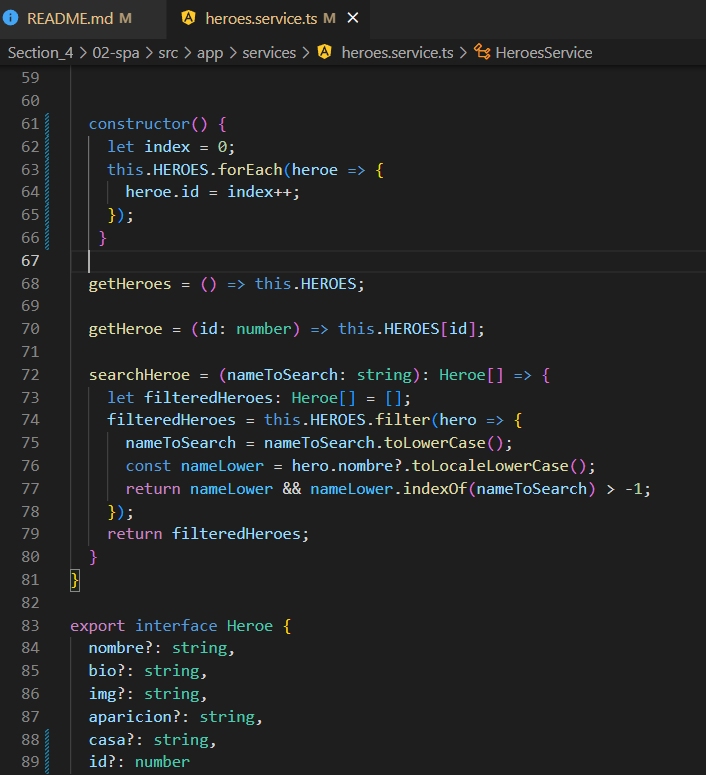 README.md M
heroes.service.ts M
Section_4 > 02-spa > src > app > services > heroes.service.ts > HeroesService
59
60
61 constructor() {
62 let index = 0;
63 this.HEROES.forEach(heroe => {
64 heroe.id = index++;
65 });
66 }
67
68 getHeroes = () => this.HEROES;
69
70 getHeroe = (id: number) => this.HEROES[id];
71
72 searchHeroe = (nameToSearch: string): Heroe[] => {
73 let filteredHeroes: Heroe[] = [];
74 filteredHeroes = this.HEROES.filter(hero => {
75 nameToSearch = nameToSearch.toLowerCase();
76 const nameLower = hero.nombre?.toLocaleLowerCase();
77 return nameLower && nameLower.indexOf(nameToSearch) > -1;
78 });
79 return filteredHeroes;
80 }
81 }
82
83 export interface Heroe {
84 nombre?: string,
85 bio?: string,
86 img?: string,
87 aparicion?: string,
88 casa?: string,
89 id?: number